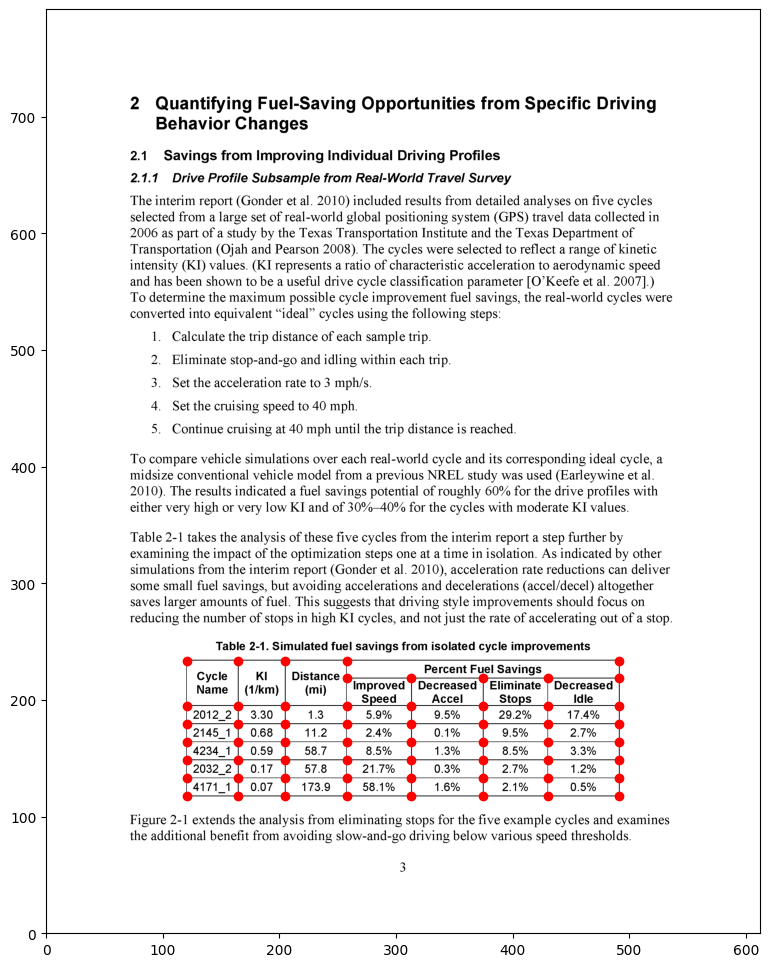 2 Quantifying Fuel-Saving Opportunities from Specific Driving
Behavior Changes
2.1 Savings from Improving Individual Driving Profiles
2.1.1 Drive Profile Subsample from Real-World Travel Survey
The interim report (Gonder et al. 2010) included results from detailed analyses on five cycles
selected from a large set of real-world global positioning system (GPS) travel data collected in
2006 as part of a study by the Texas Transportation Institute and the Texas Department of
Transportation (Ojah and Pearson 2008). The cycles were selected to reflect a range of kinetic
intensity (KI) values. (KI represents a ratio of characteristic acceleration to aerodynamic speed
and has been shown to be a useful drive cycle classification parameter [O’Keefe et al. 2007].)
To determine the maximum possible cycle improvement fuel savings, the real-world cycles were
converted into equivalent “ideal” cycles using the following steps:
1. Calculate the trip distance of each sample trip.
2. Eliminate stop-and-go and idling within each trip.
3. Set the acceleration rate to 3 mph/s.
4. Set the cruising speed to 40 mph.
5. Continue cruising at 40 mph until the trip distance is reached.
To compare vehicle simulations over each real-world cycle and its corresponding ideal cycle, a
midsize conventional vehicle model from a previous NREL study was used (Earleywine et al.
2010). The results indicated a fuel savings potential of roughly 60% for the drive profiles with
either very high or very low KI and of 30%–40% for the cycles with moderate KI values.
Table 2-1 takes the analysis of these five cycles from the interim report a step further by
examining the impact of the optimization steps one at a time in isolation. As indicated by other
simulations from the interim report (Gonder et al. 2010), acceleration rate reductions can deliver
some small fuel savings, but avoiding accelerations and decelerations (accel/decel) altogether
saves larger amounts of fuel. This suggests that driving style improvements should focus on
reducing the number of stops in high KI cycles, and not just the rate of accelerating out of a stop.
Table 2-1. Simulated fuel savings from isolated cycle improvements
Percent Fuel Savings
Cycle KI Distance
Name (1/km) (mi)
Improved Decreased Eliminate Decreased
Speed Accel Stops Idle
2012_2 3.30 1.3 5.9% 9.5% 29.2% 17.4%
2145_1 0.68 11.2 2.4% 0.1% 9.5% 2.7%
4234_1 0.59 58.7 8.5% 1.3% 8.5% 3.3%
2032_2 0.17 57.8 21.7% 0.3% 2.7% 1.2%
4171_1 0.07 173.9 58.1% 1.6% 2.1% 0.5%
Figure 2-1 extends the analysis from eliminating stops for the five example cycles and examines
the additional benefit from avoiding slow-and-go driving below various speed thresholds.
3
700
600
500
400
300
200
100
0
0 100 200 300 400 500 600